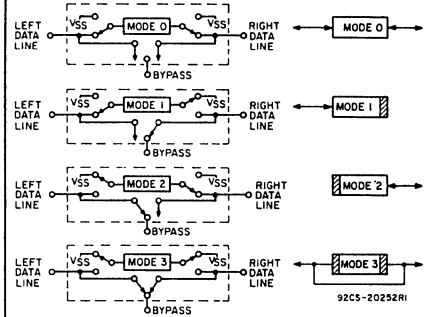 LEFT DATA LINE
VSS
MODE 0
VSS
RIGHT DATA LINE
BYPASS
MODE 0
LEFT DATA LINE
VSS
MODE 1
VSS
RIGHT DATA LINE
BYPASS
MODE 1
LEFT DATA LINE
VSS
MODE 2
VSS
RIGHT DATA LINE
BYPASS
MODE 2
LEFT DATA LINE
VSS
MODE 3
VSS
RIGHT DATA LINE
BYPASS
MODE 3
92CS-20252R1